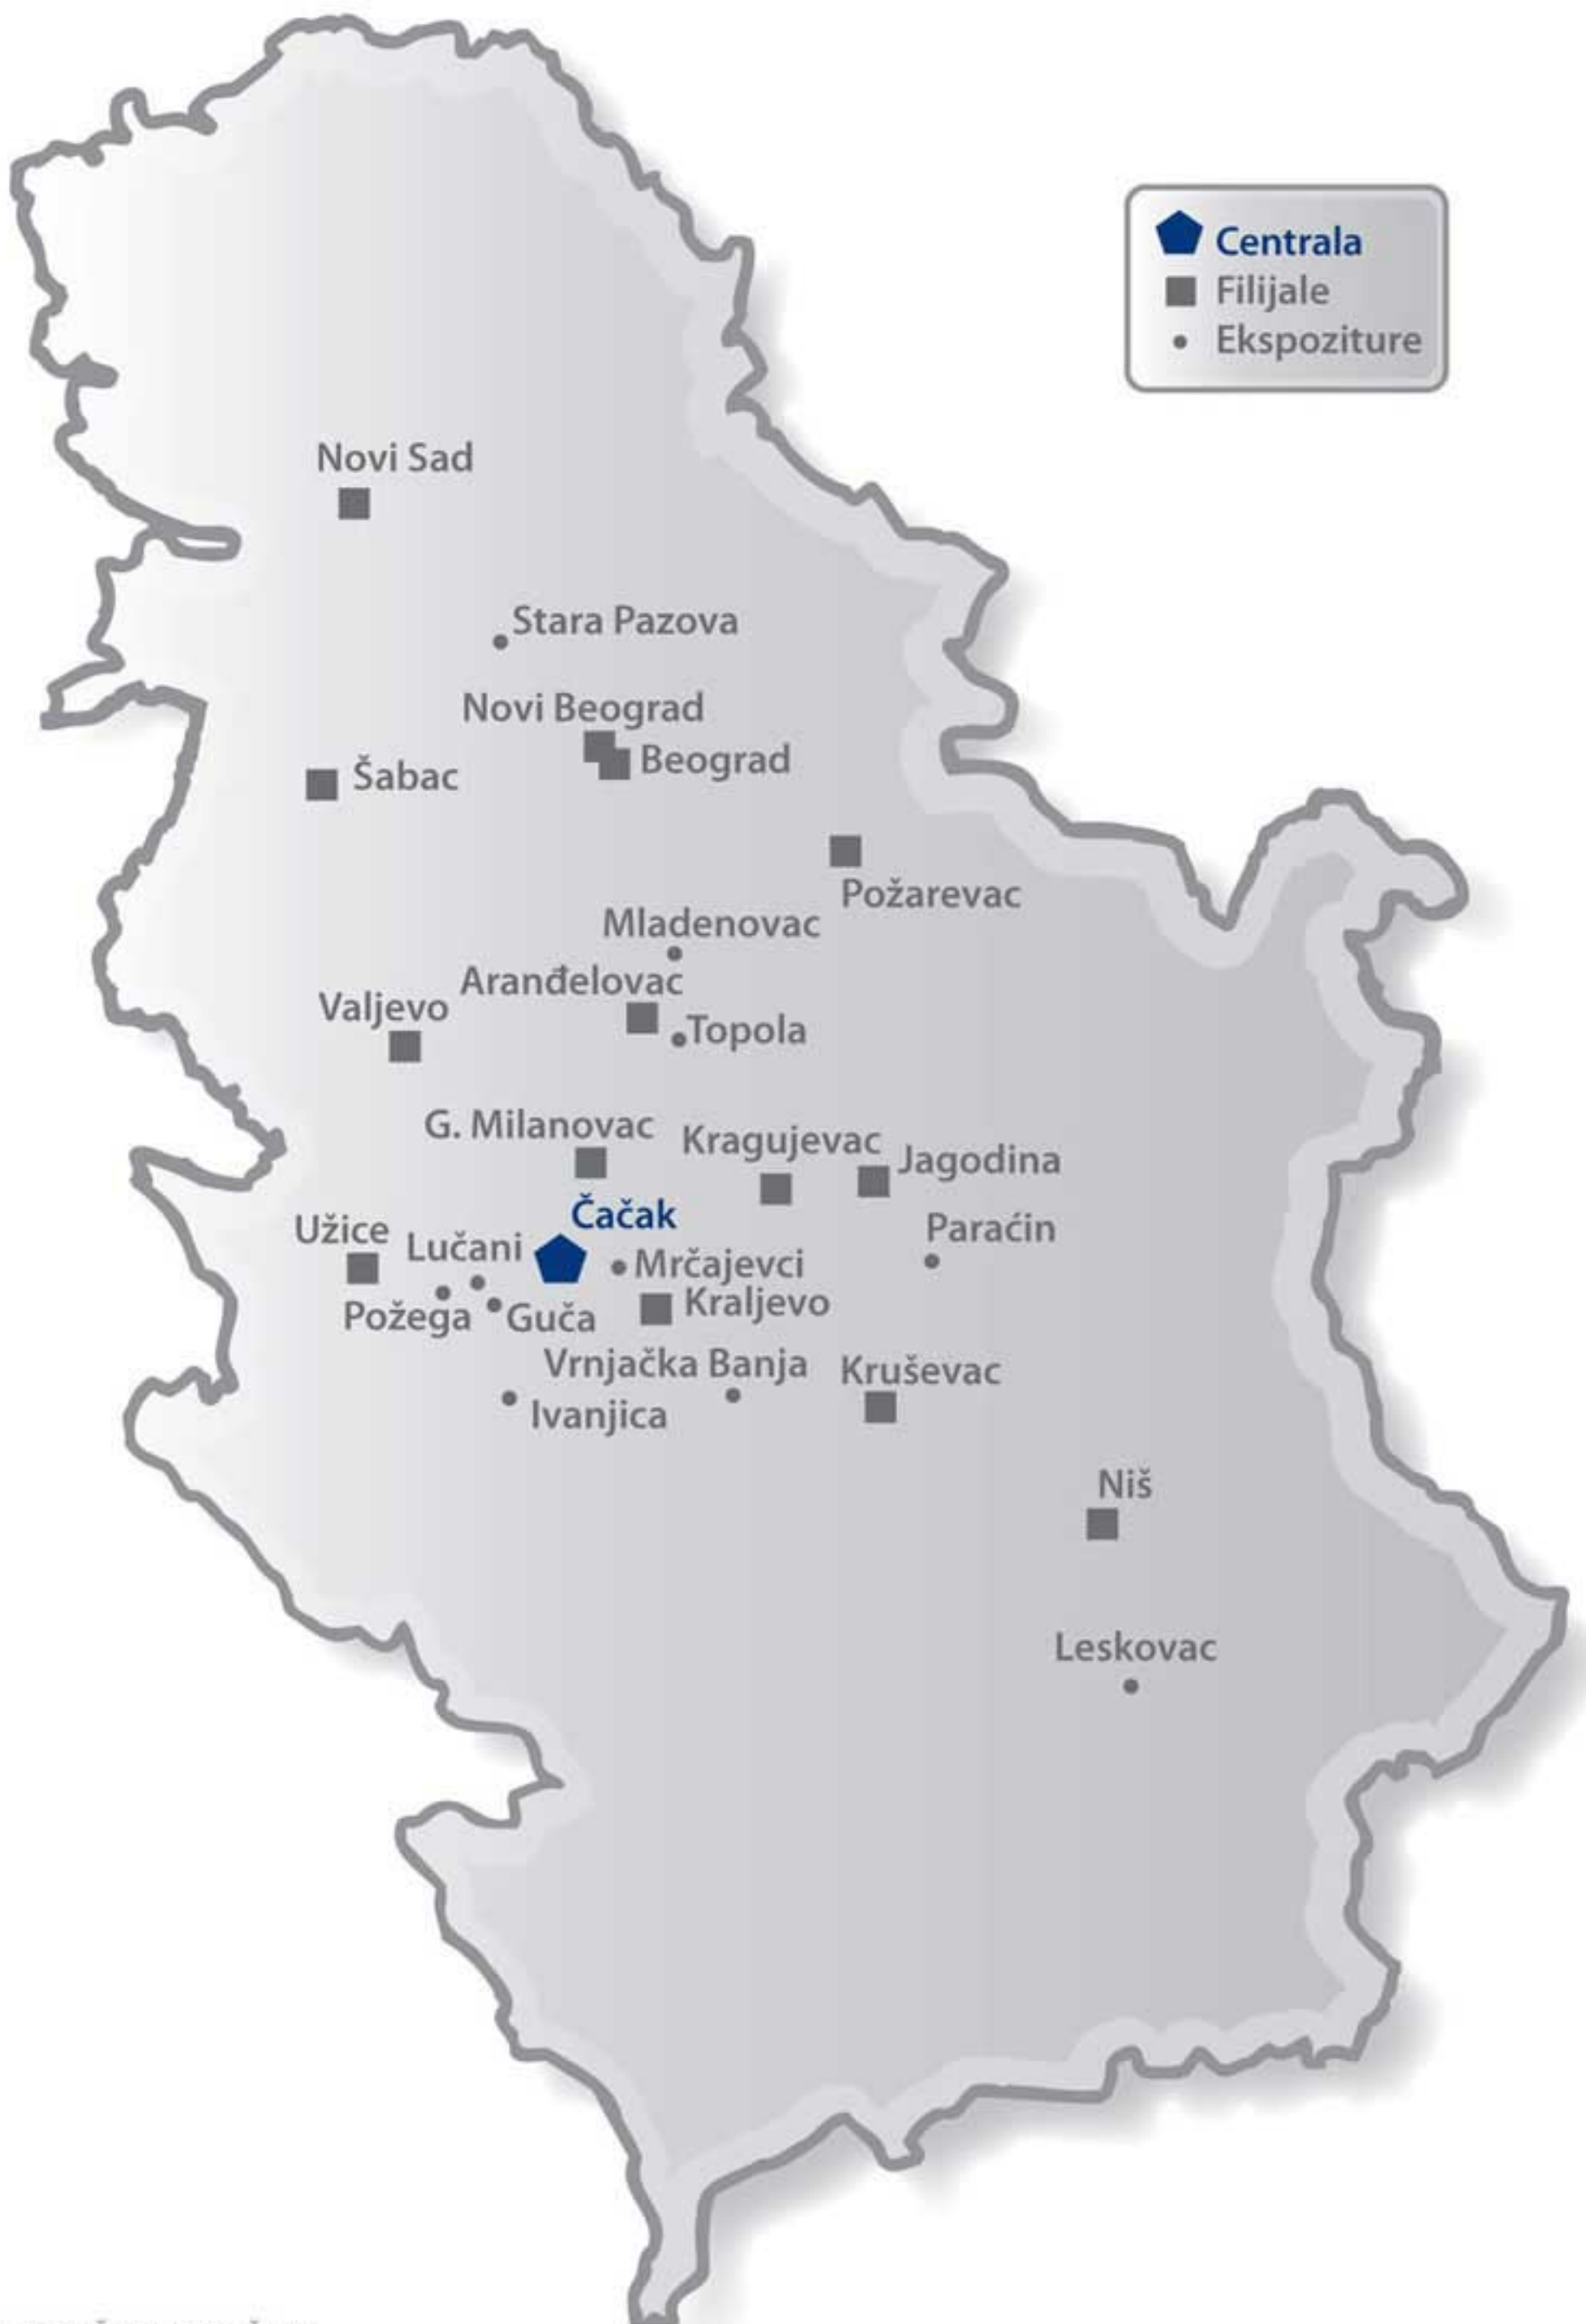 Centrala
Filijale
Ekspoziture
Novi Sad
Stara Pazova
Novi Beograd
Beograd
Šabac
Požarevac
Mladenovac
Aranđelovac
Valjevo
Topola
G. Milanovac
Kragujevac
Jagodina
Čačak
Paraćin
Užice
Lučani
Mrčajevci
Kraljevo
Požega
Guča
Vrnjačka Banja
Kruševac
Ivanjica
Niš
Leskovac